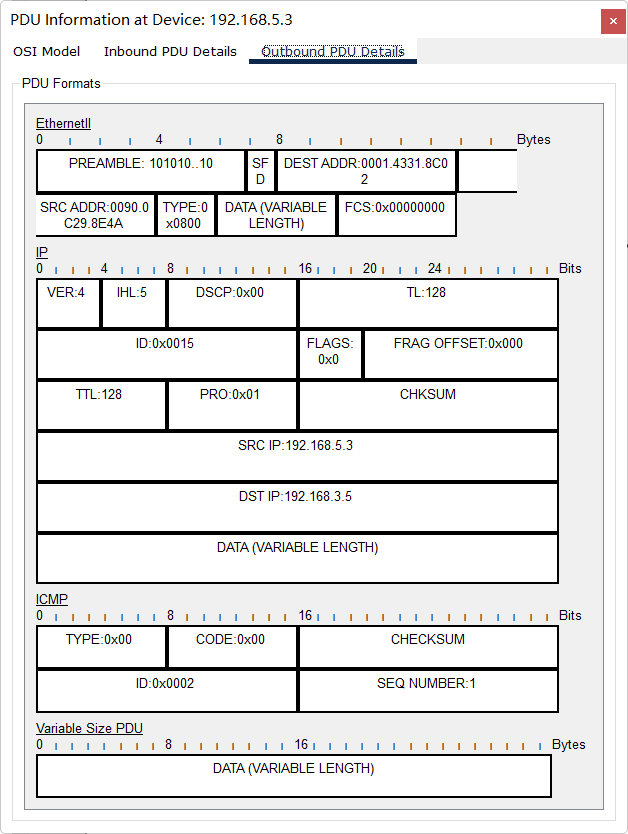 PDU Information at Device: 192.168.5.3
OSI Model Inbound PDU Details Outbound PDU Details
PDU Formats
EthernetII
0 4 8 Bytes
PREAMBLE: 101010..10
SF
D
DEST ADDR:0001.4331.8C0
2
SRC ADDR:0090.0
C29.8E4A
TYPE:0
x0800
DATA (VARIABLE
LENGTH)
FCS:0x00000000
IP
0 4 8 16 20 24 Bits
VER:4 IHL:5 DSCP:0x00 TL:128
ID:0x0015
FLAGS:
0x0
FRAG OFFSET:0x000
TTL:128 PRO:0x01 CHKSUM
SRC IP:192.168.5.3
DST IP:192.168.3.5
DATA (VARIABLE LENGTH)
ICMP
0 8 16 Bits
TYPE:0x00 CODE:0x00 CHECKSUM
ID:0x0002 SEQ NUMBER:1
Variable Size PDU
0 8 16 Bytes
DATA (VARIABLE LENGTH)